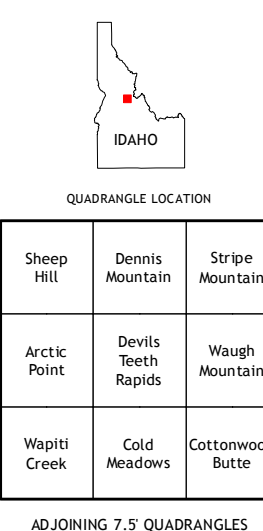 IDAHO
QUADRANGLE LOCATION
Sheep
Hill
Dennis
Mountain
Stripe
Mountain
Arctic
Point
Devils
Teeth
Rapids
Waugh
Mountain
Wapiti
Creek
Cold
Meadows
Cottonwoo
Butte
ADJOINING 7.5' QUADRANGLES